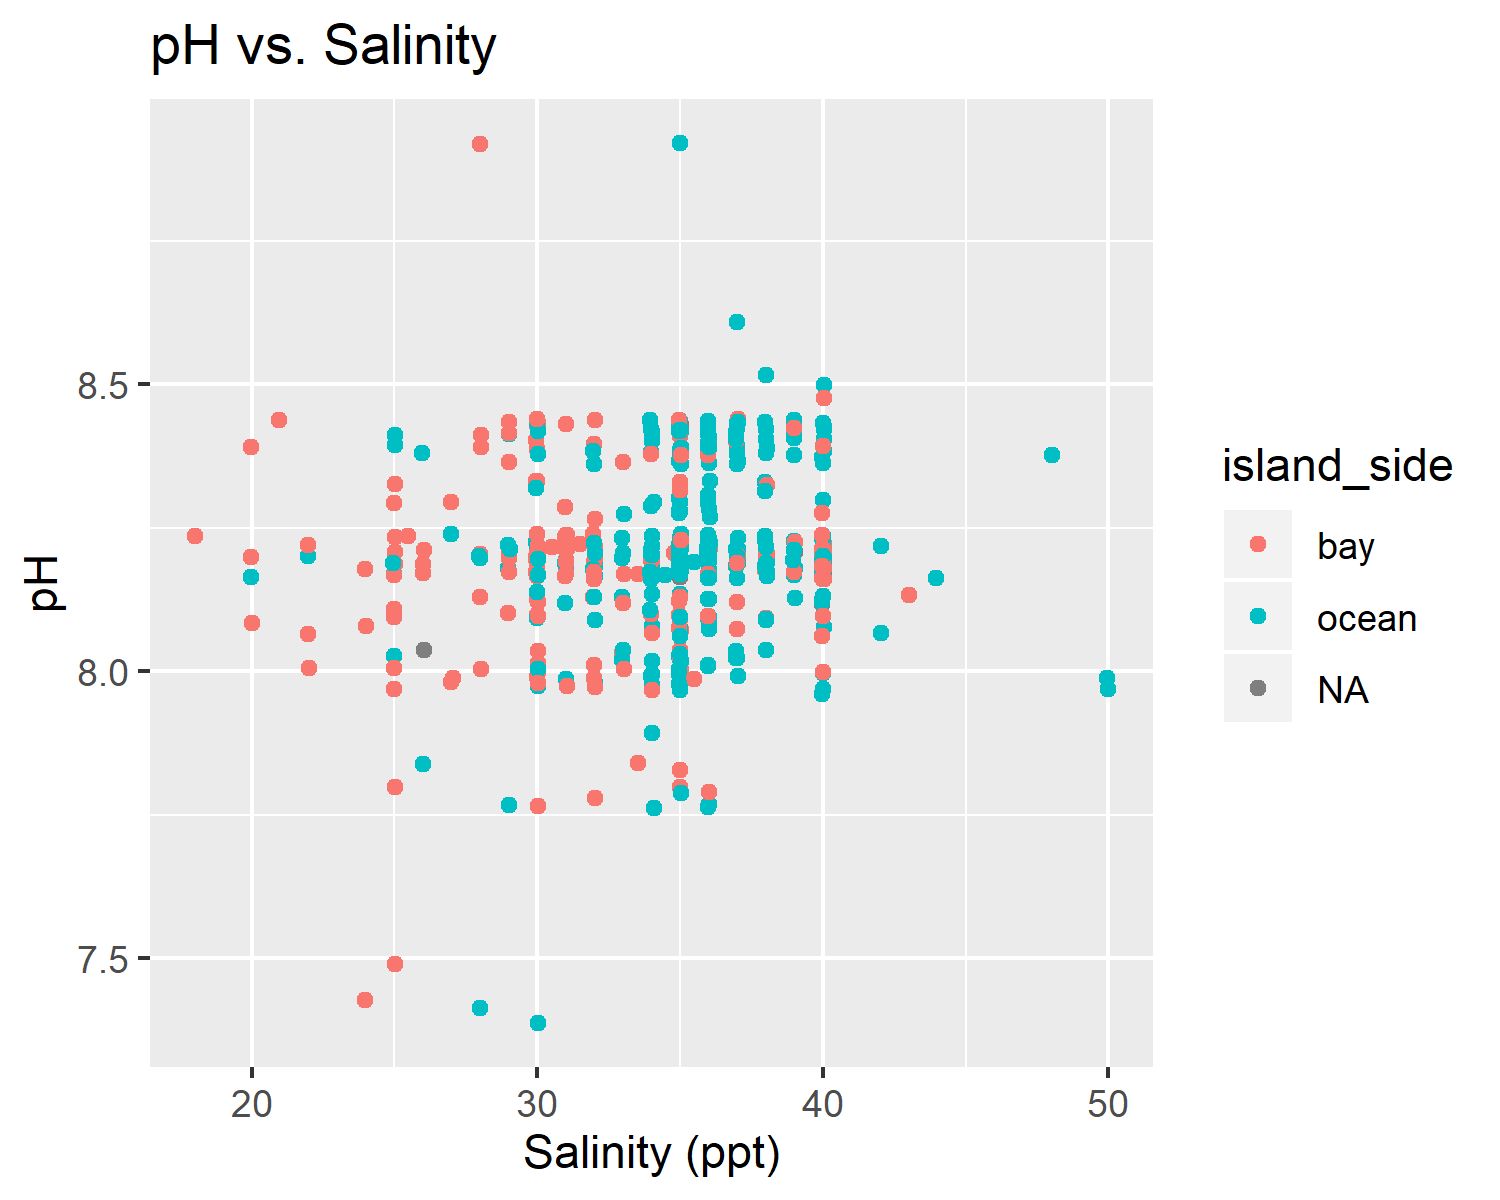 pH vs. Salinity
pH
8.5
8.0
7.5
20 30 40 50
Salinity (ppt)
island_side
bay
ocean
NA